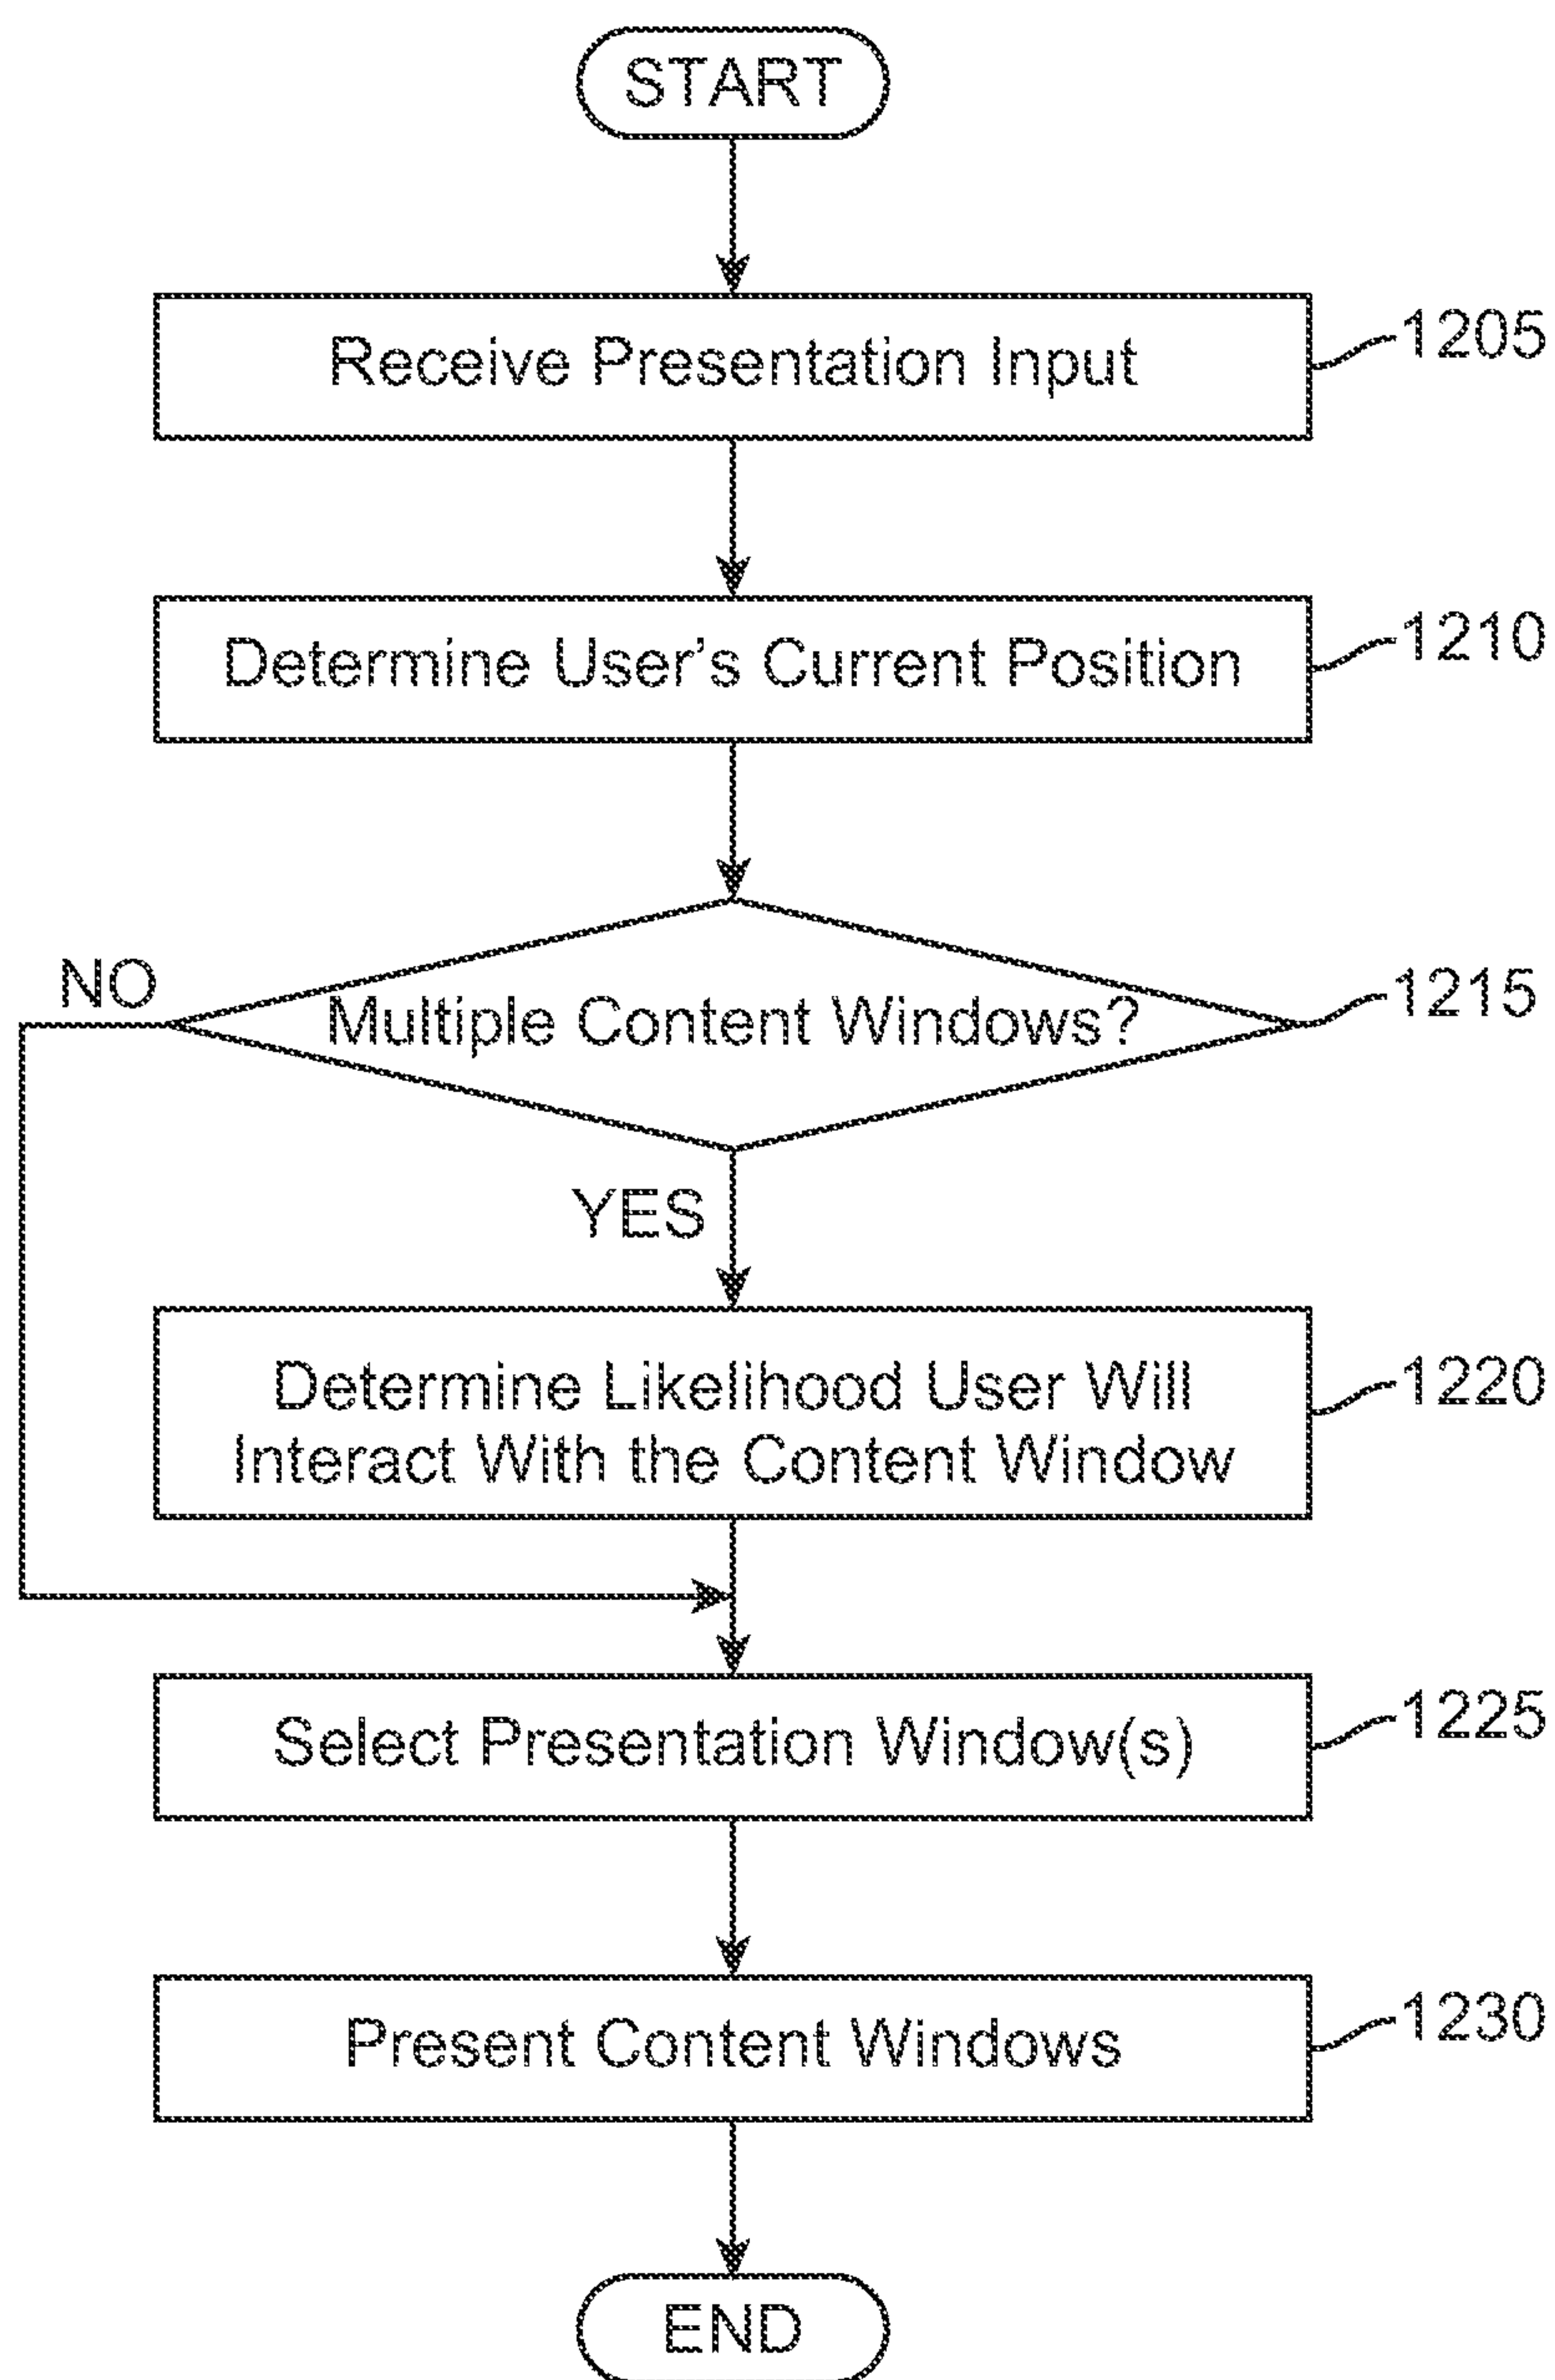 START
Receive Presentation Input
1205
Determine User's Current Position
1210
NO
Multiple Content Windows?
1215
YES
Determine Likelihood User Will
Interact With the Content Window
1220
Select Presentation Window(s)
1225
Present Content Windows
1230
END